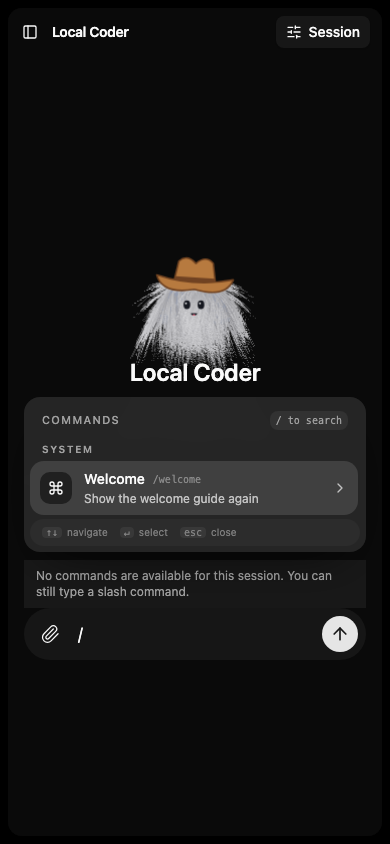 Local Coder
Session
Local Coder
COMMANDS
/ to search
SYSTEM
Welcome /welcome
Show the welcome guide again
↑↓ navigate ↵ select esc close
No commands are available for this session. You can
still type a slash command.
/